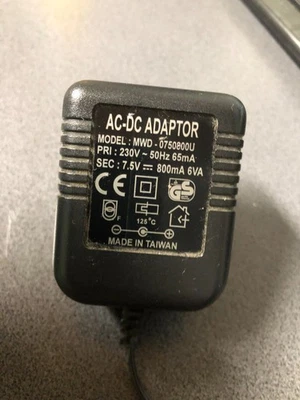 AC-DC ADAPTOR
MODEL : MWD - 0750800U
PRI : 230V ~ 50Hz 65mA
SEC : 7.5V ⎓ 800mA 6VA
CE GS
F 125°C
- +
MADE IN TAIWAN